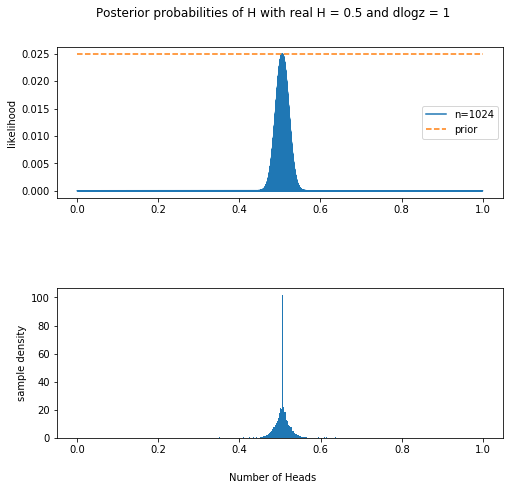 Posterior probabilities of H with real H = 0.5 and dlogz = 1
0.025
0.020
0.015
0.010
0.005
0.000
likelihood
n=1024
prior
0.0 0.2 0.4 0.6 0.8 1.0
100
80
60
40
20
0
sample density
0.0 0.2 0.4 0.6 0.8 1.0
Number of Heads